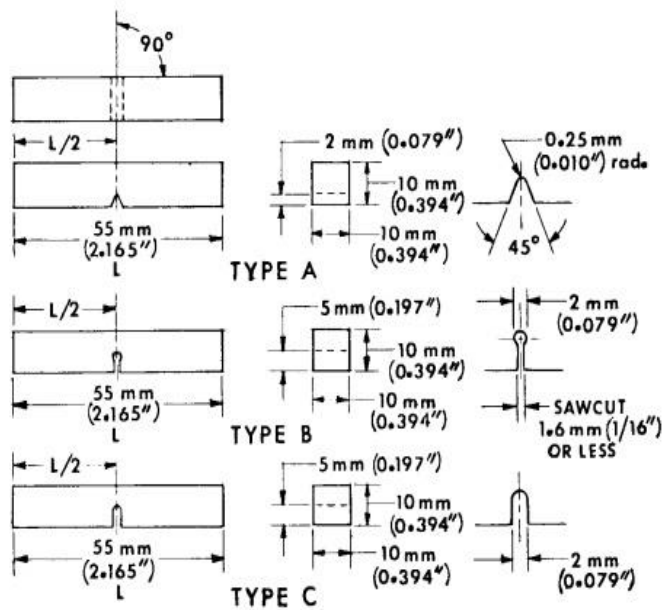 90°
L/2
2 mm (0.079")
10 mm
(0.394")
10 mm
(0.394")
0.25 mm
(0.010") rad.
45°
55 mm
(2.165")
L
TYPE A
L/2
5 mm (0.197")
10 mm
(0.394")
10 mm
(0.394")
2 mm
(0.079")
SAWCUT
1.6 mm (1/16")
OR LESS
55 mm
(2.165")
L
TYPE B
L/2
5 mm (0.197")
10 mm
(0.394")
10 mm
(0.394")
2 mm
(0.079")
55 mm
(2.165")
L
TYPE C